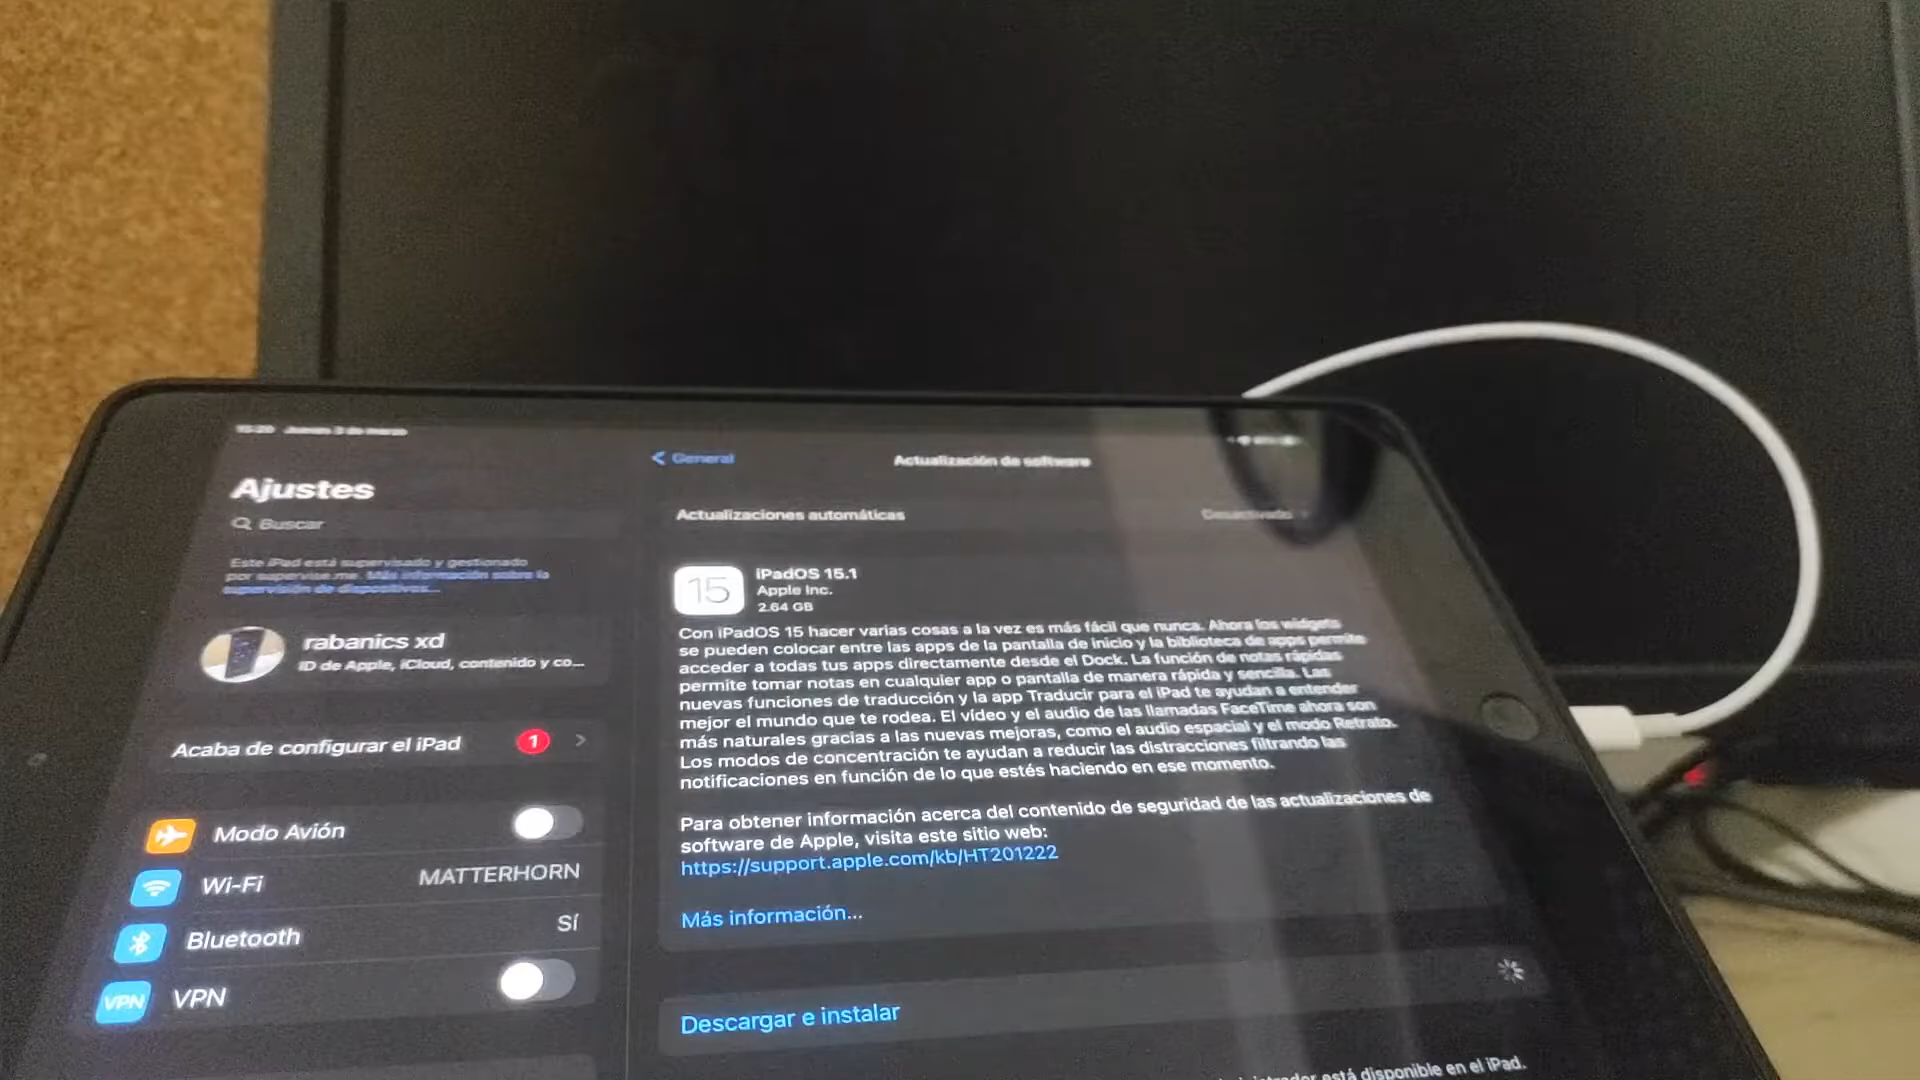 15:20 Jueves 3 de marzo
Ajustes
Buscar
Este iPad está supervisado y gestionado
por supervise.me. Más información sobre la
supervisión de dispositivos...
rabanics xd
ID de Apple, iCloud, contenido y co...
Acaba de configurar el iPad 1
Modo Avión
Wi-Fi MATTERHORN
Bluetooth Sí
VPN VPN
General
Actualización de software
Actualizaciones automáticas Desactivado
15
iPadOS 15.1
Apple Inc.
2.64 GB
Con iPadOS 15 hacer varias cosas a la vez es más fácil que nunca. Ahora los widgets
se pueden colocar entre las apps de la pantalla de inicio y la biblioteca de apps permite
acceder a todas tus apps directamente desde el Dock. La función de notas rápidas
permite tomar notas en cualquier app o pantalla de manera rápida y sencilla. Las
nuevas funciones de traducción y la app Traducir para el iPad te ayudan a entender
mejor el mundo que te rodea. El vídeo y el audio de las llamadas FaceTime ahora son
más naturales gracias a las nuevas mejoras, como el audio espacial y el modo Retrato.
Los modos de concentración te ayudan a reducir las distracciones filtrando las
notificaciones en función de lo que estés haciendo en ese momento.
Para obtener información acerca del contenido de seguridad de las actualizaciones de
software de Apple, visita este sitio web:
https://support.apple.com/kb/HT201222
Más información...
Descargar e instalar
está disponible en el iPad.